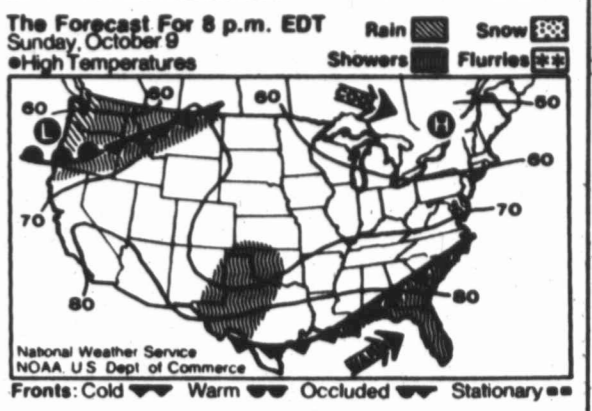 The Forecast For 8 p.m. EDT
Sunday, October 9
●High Temperatures
Rain
Snow
Showers
Flurries
60
60
60
60
L
H
60
70
70
80
80
National Weather Service
NOAA, U S Dept of Commerce
Fronts: Cold Warm Occluded Stationary